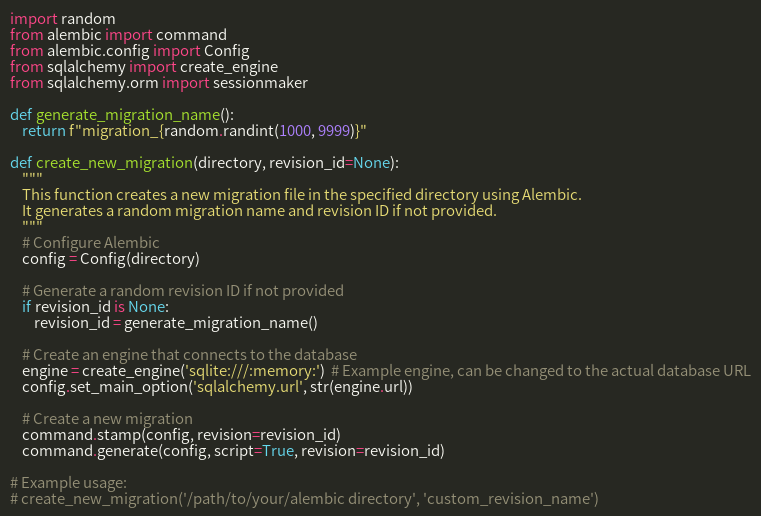 import random
from alembic import command
from alembic.config import Config
from sqlalchemy import create_engine
from sqlalchemy.orm import sessionmaker

def generate_migration_name():
    return f"migration_{random.randint(1000, 9999)}"

def create_new_migration(directory, revision_id=None):
    """
    This function creates a new migration file in the specified directory using Alembic.
    It generates a random migration name and revision ID if not provided.
    """
    # Configure Alembic
    config = Config(directory)

    # Generate a random revision ID if not provided
    if revision_id is None:
        revision_id = generate_migration_name()

    # Create an engine that connects to the database
    engine = create_engine('sqlite:///:memory:')  # Example engine, can be changed to the actual database URL
    config.set_main_option('sqlalchemy.url', str(engine.url))

    # Create a new migration
    command.stamp(config, revision=revision_id)
    command.generate(config, script=True, revision=revision_id)

# Example usage:
# create_new_migration('/path/to/your/alembic directory', 'custom_revision_name')